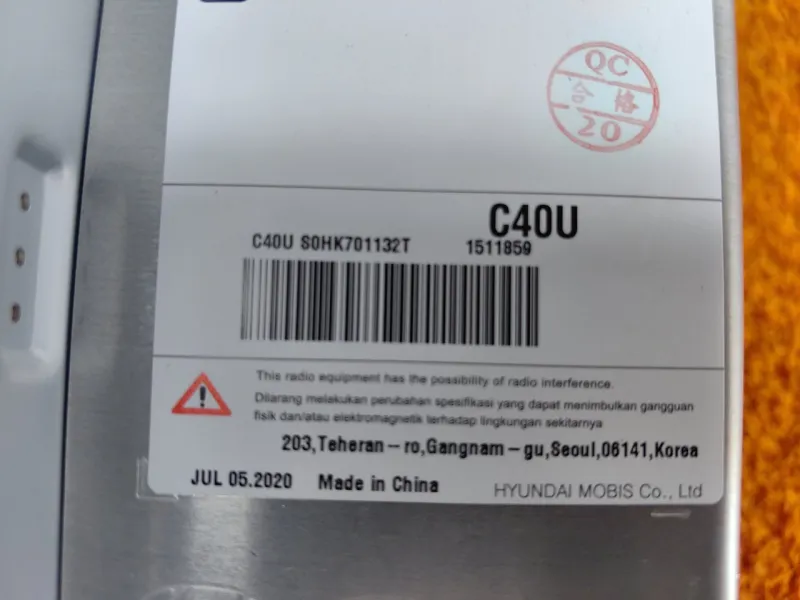 QC
合 格
20
C40U
C40U S0HK701132T 1511859
This radio equipment has the possibility of radio interference.
Dilarang melakukan perubahan spesifikasi yang dapat menimbulkan gangguan
fisik dan/atau elektromagnetik terhadap lingkungan sekitarnya
203,Teheran-ro,Gangnam-gu,Seoul,06141,Korea
JUL 05.2020 Made in China HYUNDAI MOBIS Co., Ltd